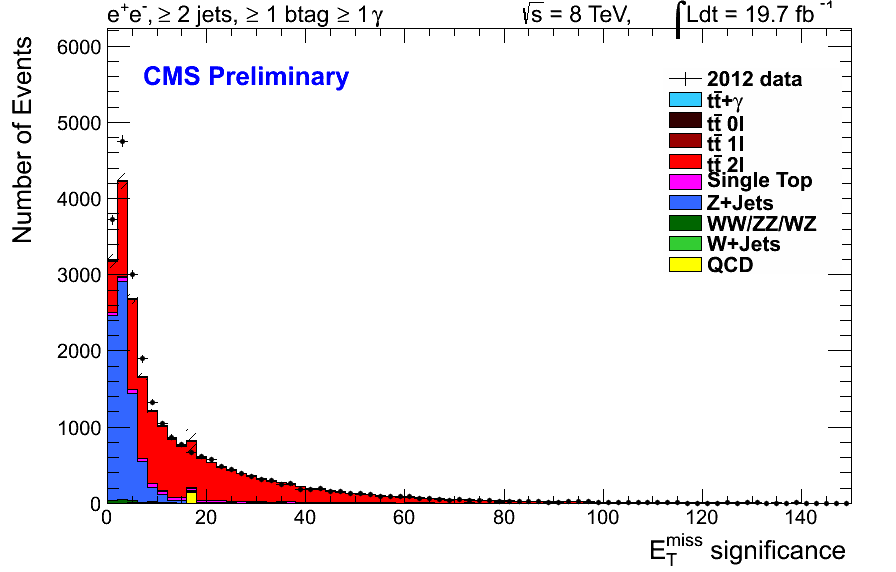 e⁺e⁻, ≥ 2 jets, ≥ 1 btag ≥ 1 γ √s = 8 TeV, ∫Ldt = 19.7 fb⁻¹
CMS Preliminary
2012 data
tt̄+γ
tt̄ 0l
tt̄ 1l
tt̄ 2l
Single Top
Z+Jets
WW/ZZ/WZ
W+Jets
QCD
Number of Events
6000
5000
4000
3000
2000
1000
0
0 20 40 60 80 100 120 140
E_T^miss significance